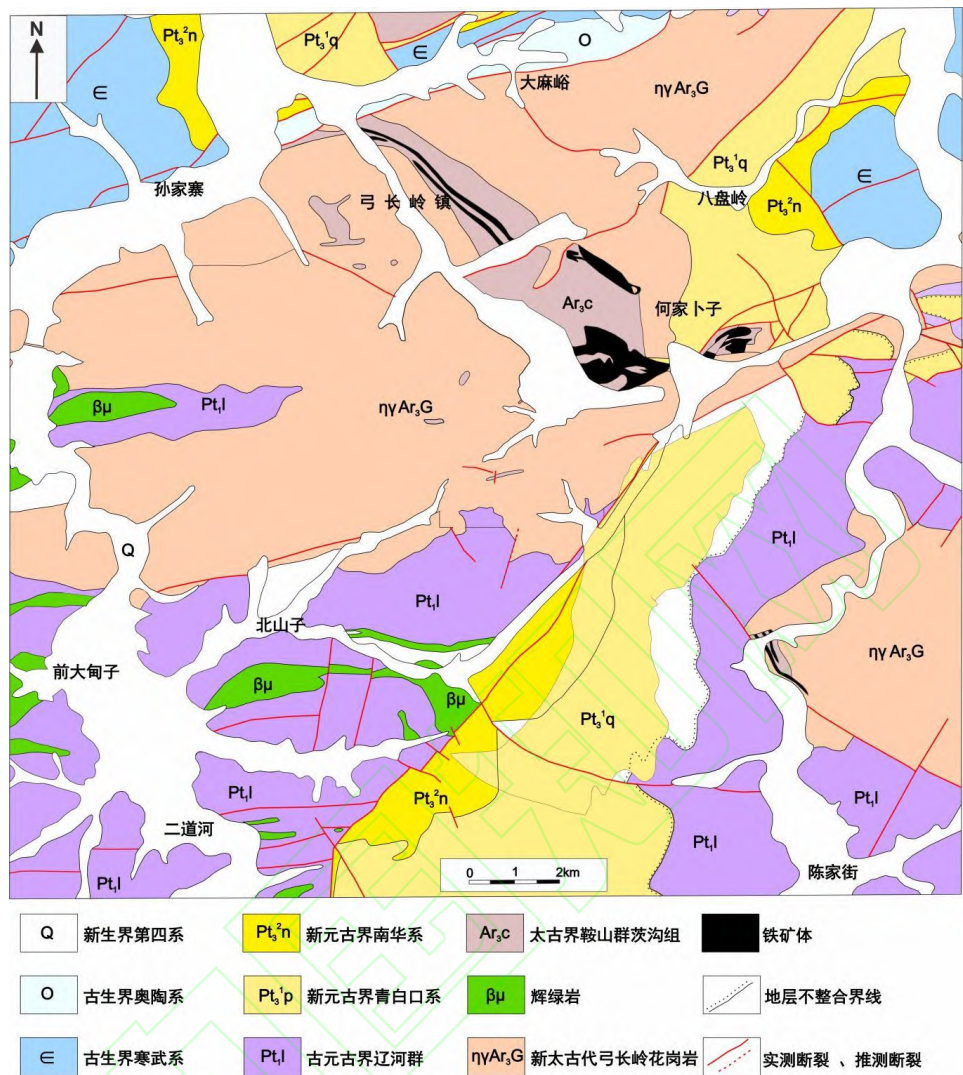 N
Pt₃²n
Pt₃¹q
∈
O
∈
大麻峪
ηγAr₃G
Pt₃¹q
孙家寨
弓长岭镇
八盘岭
∈
Pt₃²n
Ar₃c
何家卜子
βμ
Pt₁l
ηγAr₃G
Q
Pt₁l
Pt₁l
北山子
前大甸子
βμ
βμ
ηγAr₃G
Pt₃¹q
Pt₁l
Pt₃²n
Pt₁l
Pt₁l
二道河
Pt₁l
陈家街
0 1 2km
Q 新生界第四系
Pt₃²n 新元古界南华系
Ar₃c 太古界鞍山群茨沟组
铁矿体
O 古生界奥陶系
Pt₃¹p 新元古界青白口系
βμ 辉绿岩
地层不整合界线
∈ 古生界寒武系
Pt₁l 古元古界辽河群
ηγAr₃G 新太古代弓长岭花岗岩
实测断裂、推测断裂